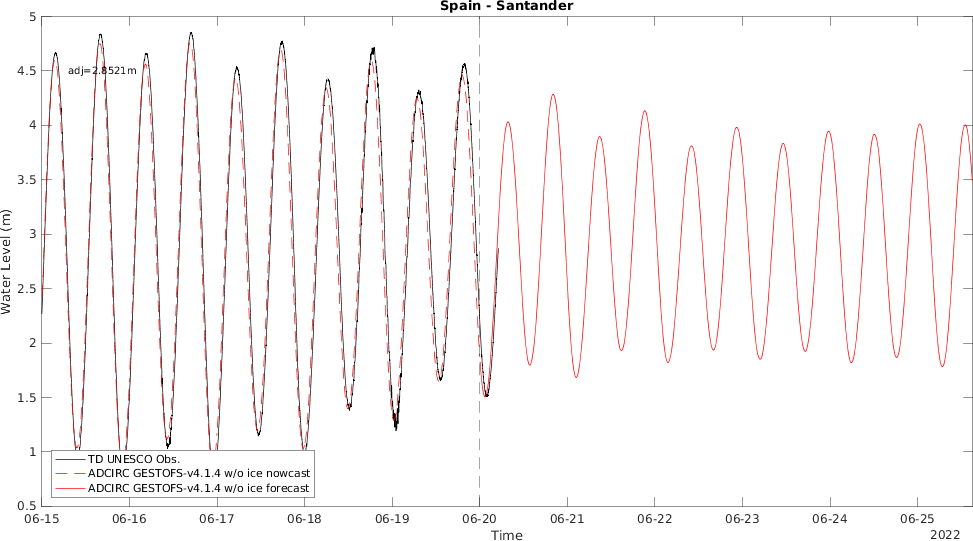 Spain - Santander
5
4.5
4
3.5
3
2.5
2
1.5
1
0.5
Water Level (m)
adj=2.8521m
TD UNESCO Obs.
ADCIRC GESTOFS-v4.1.4 w/o ice nowcast
ADCIRC GESTOFS-v4.1.4 w/o ice forecast
06-15 06-16 06-17 06-18 06-19 06-20 06-21 06-22 06-23 06-24 06-25
Time
2022